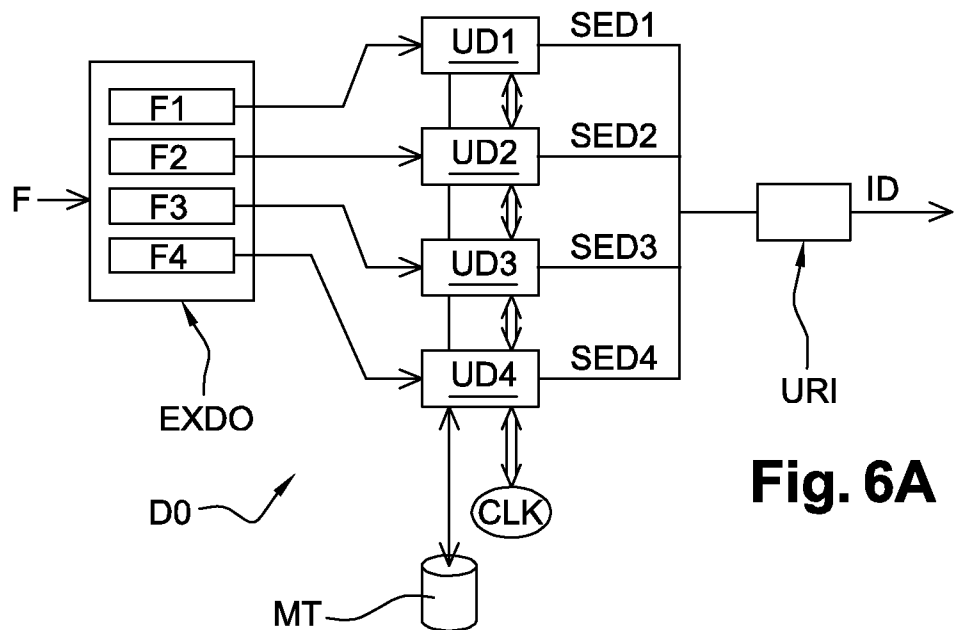 SED1
UD1
F1
SED2
F2
UD2
F
F3
ID
SED3
F4
UD3
SED4
UD4
URI
EXDO
Fig. 6A
D0
CLK
MT